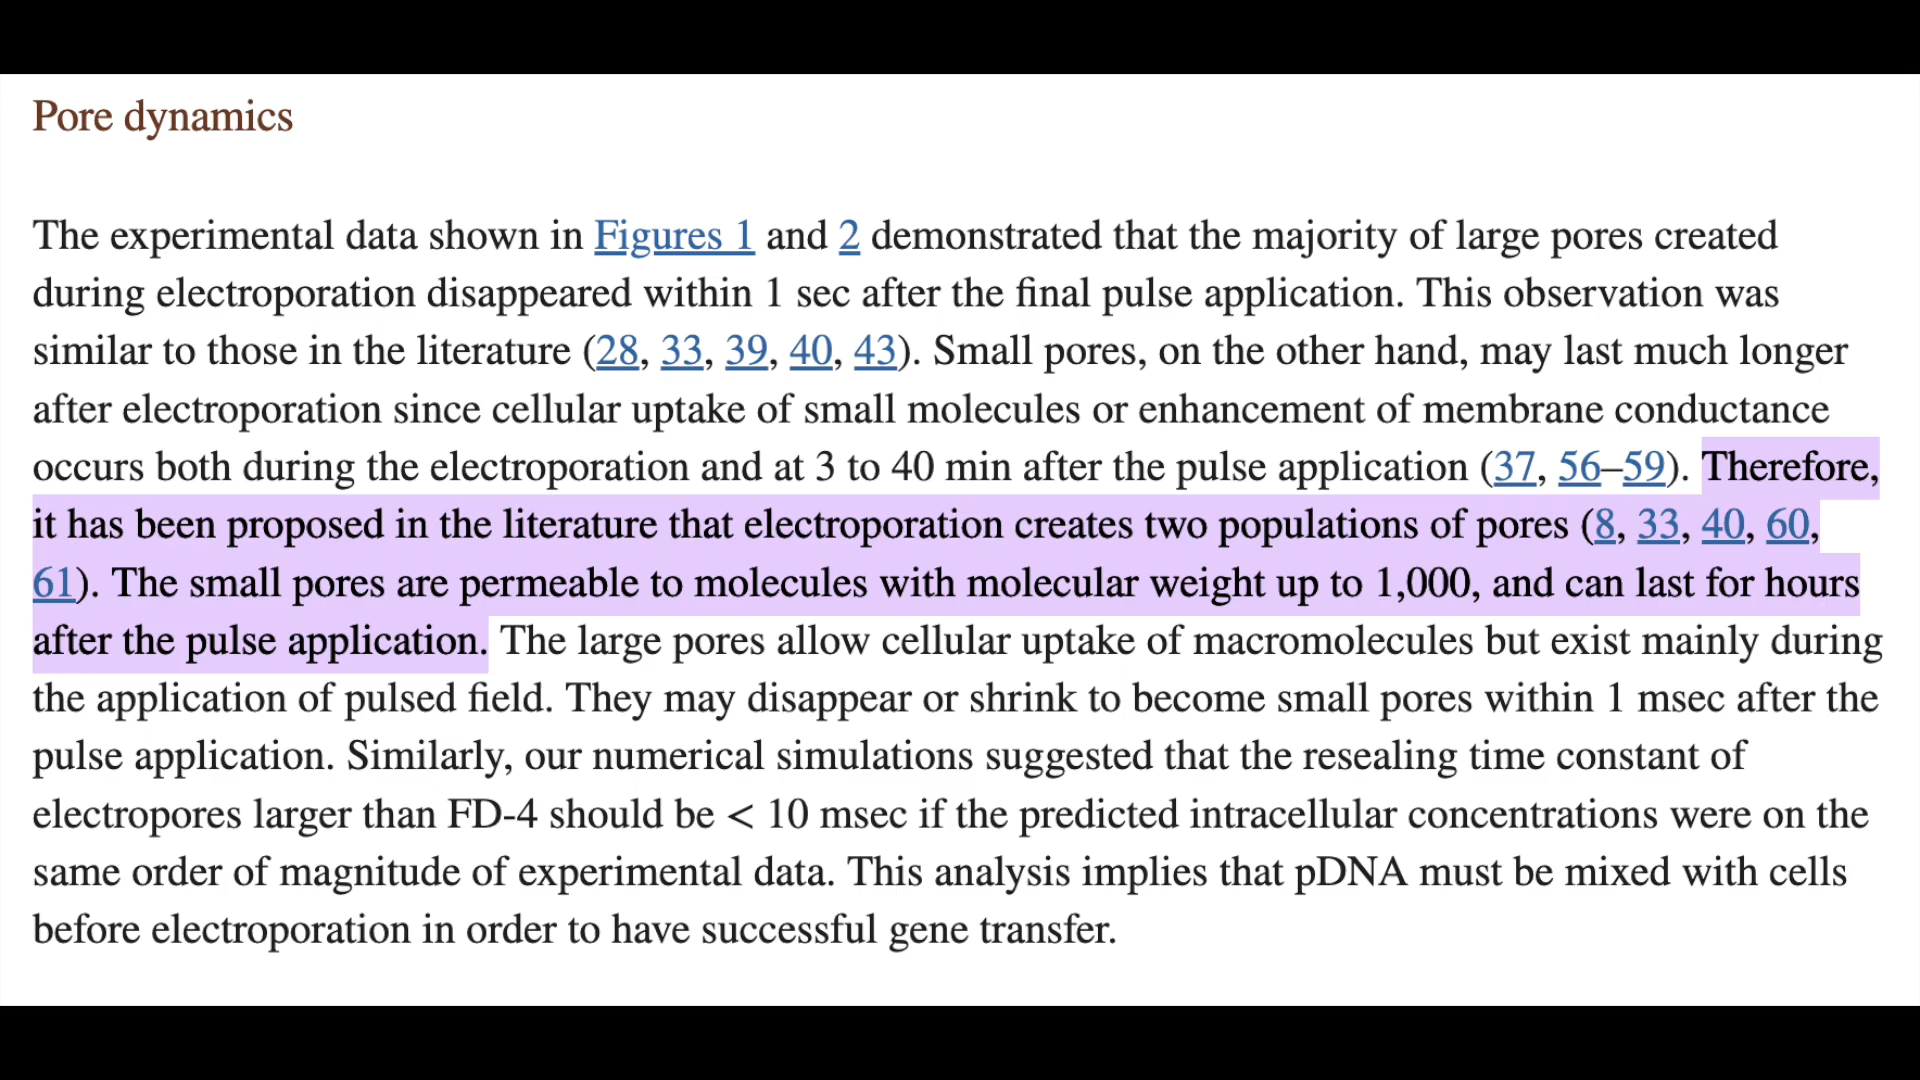 Pore dynamics
The experimental data shown in Figures 1 and 2 demonstrated that the majority of large pores created
during electroporation disappeared within 1 sec after the final pulse application. This observation was
similar to those in the literature (28, 33, 39, 40, 43). Small pores, on the other hand, may last much longer
after electroporation since cellular uptake of small molecules or enhancement of membrane conductance
occurs both during the electroporation and at 3 to 40 min after the pulse application (37, 56–59). Therefore,
it has been proposed in the literature that electroporation creates two populations of pores (8, 33, 40, 60,
61). The small pores are permeable to molecules with molecular weight up to 1,000, and can last for hours
after the pulse application. The large pores allow cellular uptake of macromolecules but exist mainly during
the application of pulsed field. They may disappear or shrink to become small pores within 1 msec after the
pulse application. Similarly, our numerical simulations suggested that the resealing time constant of
electropores larger than FD-4 should be < 10 msec if the predicted intracellular concentrations were on the
same order of magnitude of experimental data. This analysis implies that pDNA must be mixed with cells
before electroporation in order to have successful gene transfer.